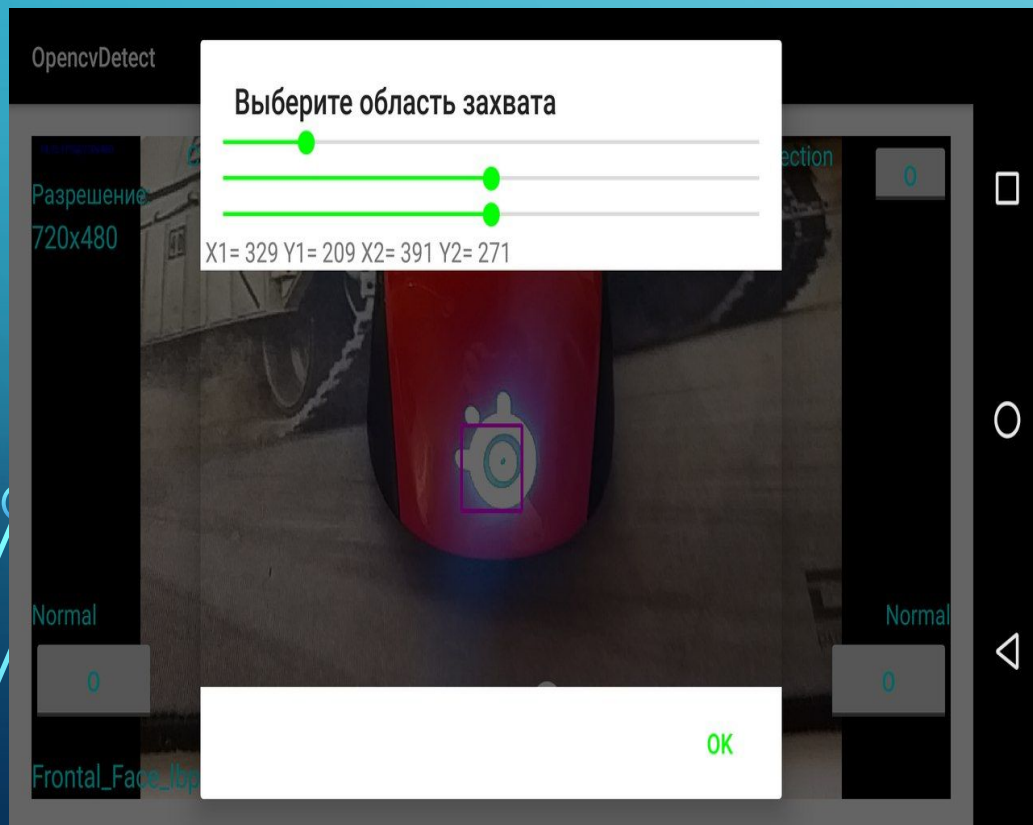 OpencvDetect
Выберите область захвата
ection
0
Разрешение:
720x480
X1= 329 Y1= 209 X2= 391 Y2= 271
Normal
Normal
0
0
OK
Frontal_Face_lbp